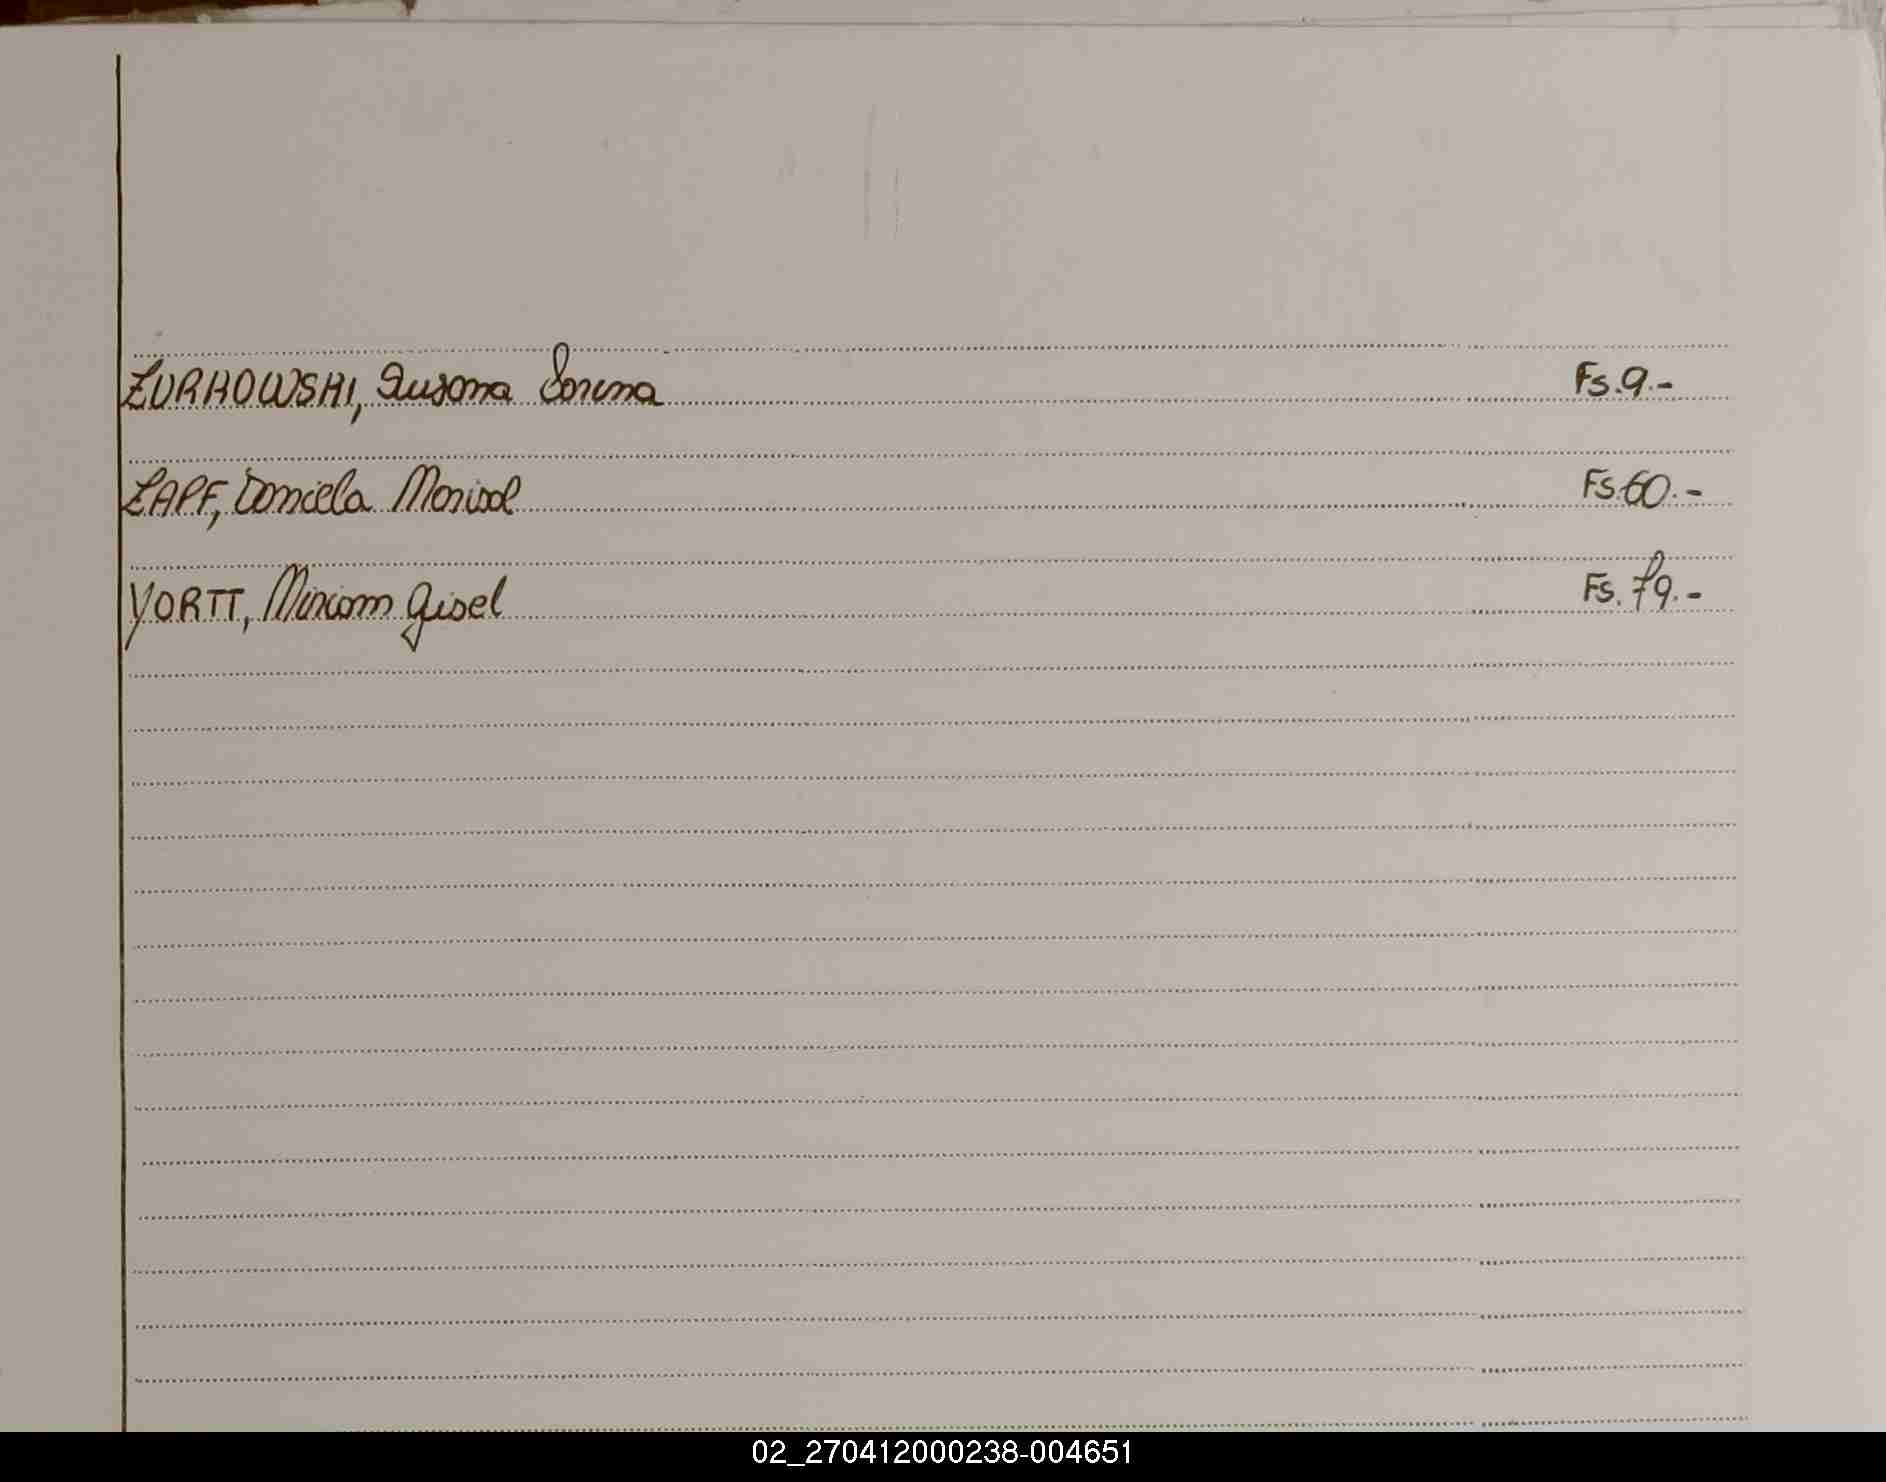 ZURKOWSKI, Susana Lorena Fs.9.-
ZAPF, Daniela Marisol Fs.60.-
YORTT, Miriam Gisel Fs.79.-
02_270412000238-004651